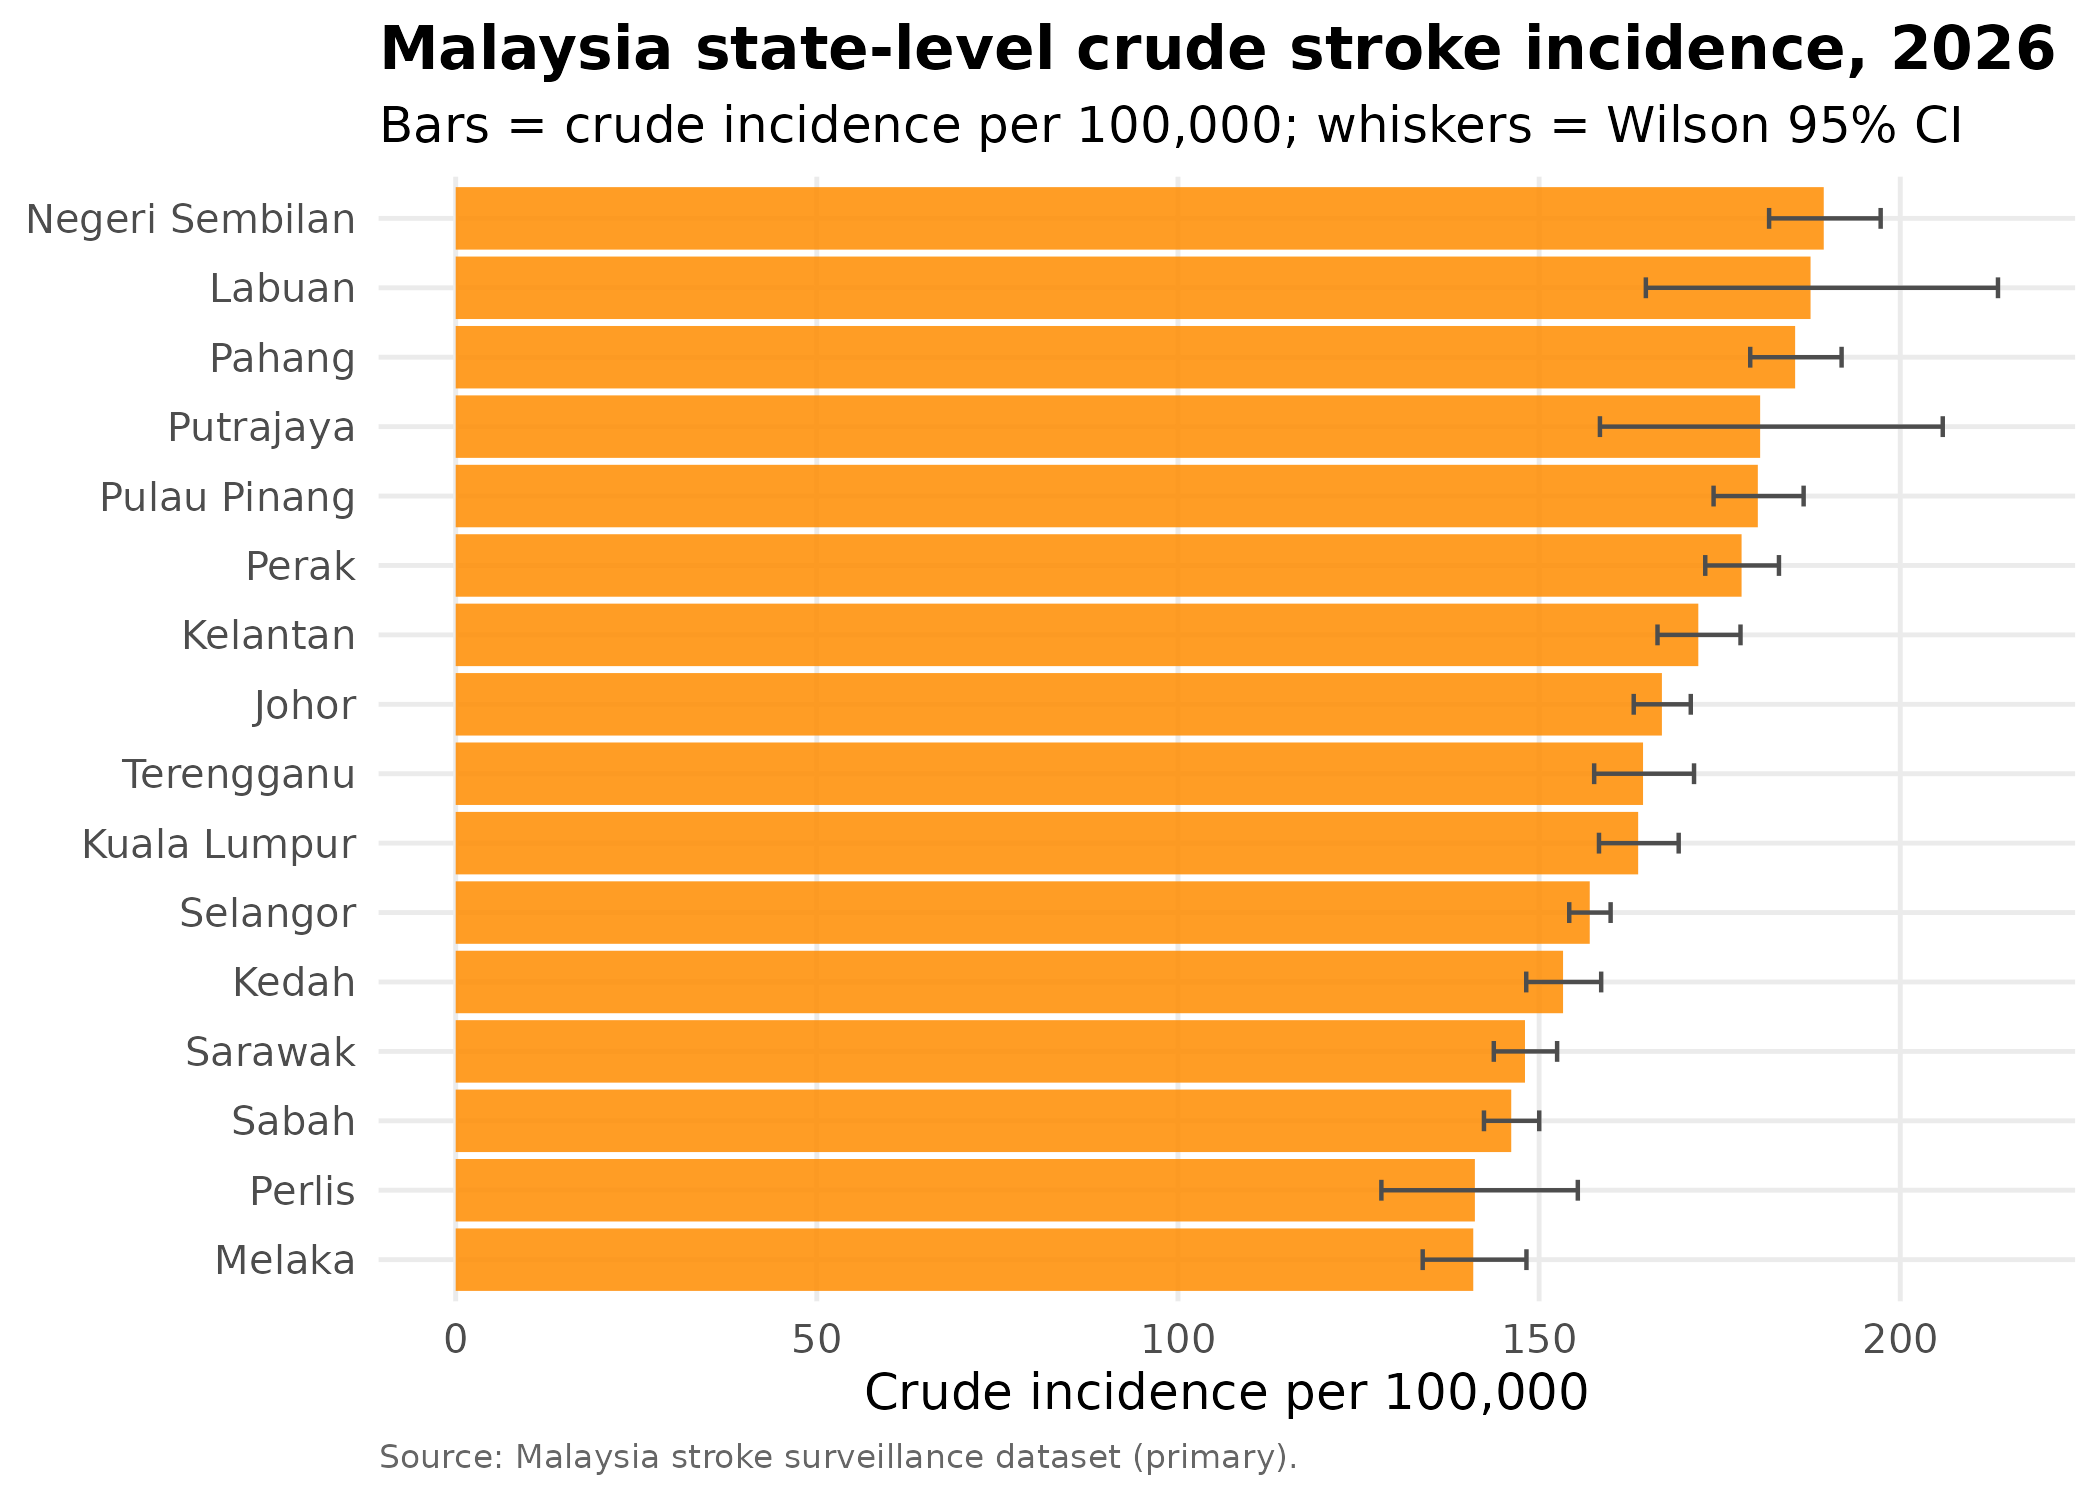 Malaysia state-level crude stroke incidence, 2026
Bars = crude incidence per 100,000; whiskers = Wilson 95% CI
Negeri Sembilan
Labuan
Pahang
Putrajaya
Pulau Pinang
Perak
Kelantan
Johor
Terengganu
Kuala Lumpur
Selangor
Kedah
Sarawak
Sabah
Perlis
Melaka
0 50 100 150 200
Crude incidence per 100,000
Source: Malaysia stroke surveillance dataset (primary).